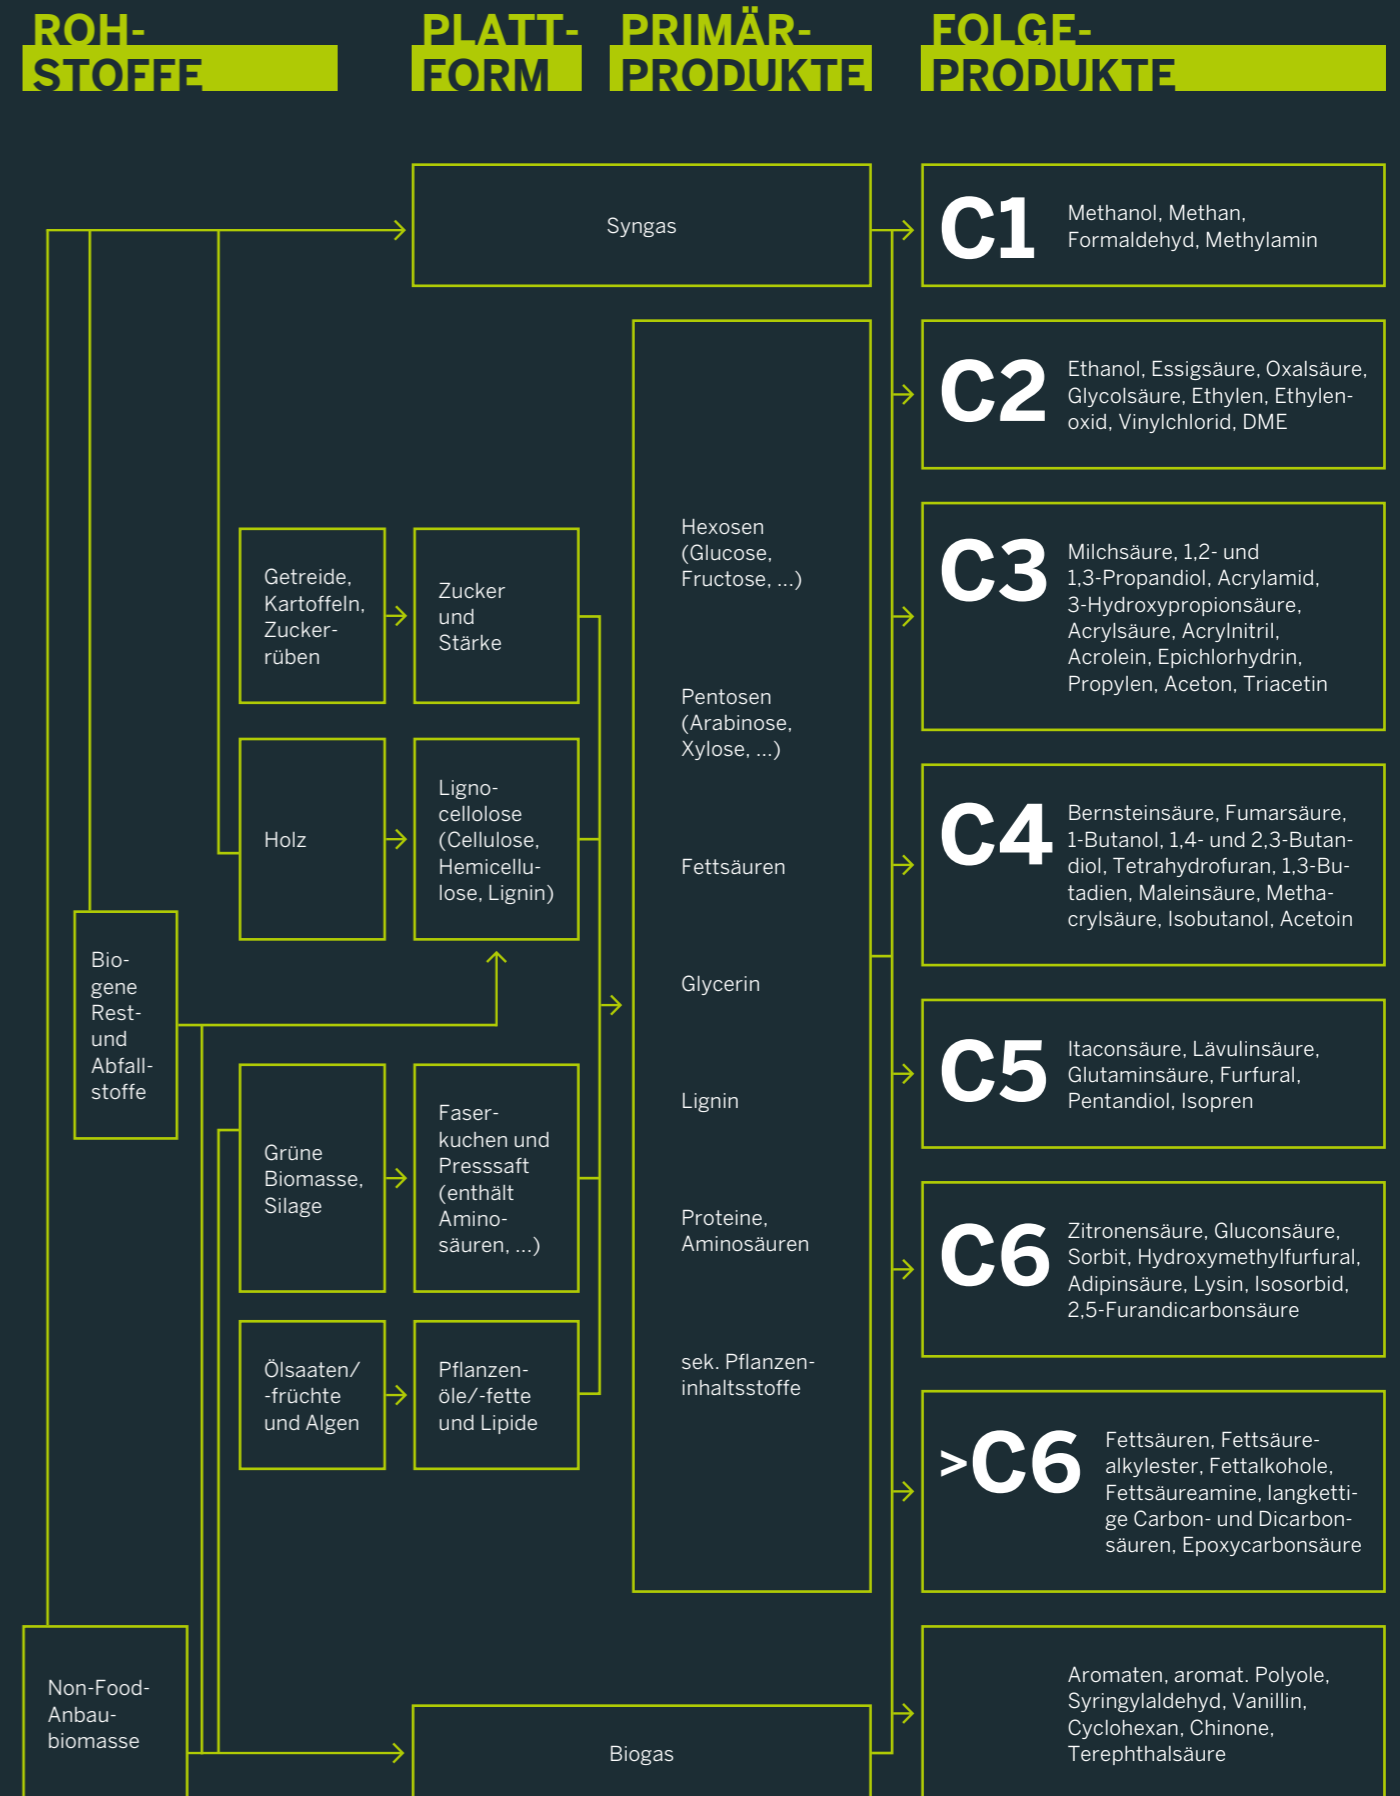 ROH-
STOFFE
PLATT-
FORM
PRIMÄR-
PRODUKTE
FOLGE-
PRODUKTE
Syngas
C1
Methanol, Methan,
Formaldehyd, Methylamin
C2
Ethanol, Essigsäure, Oxalsäure,
Glycolsäure, Ethylen, Ethylen-
oxid, Vinylchlorid, DME
C3
Milchsäure, 1,2- und
1,3-Propandiol, Acrylamid,
3-Hydroxypropionsäure,
Acrylsäure, Acrylnitril,
Acrolein, Epichlorhydrin,
Propylen, Aceton, Triacetin
Getreide,
Kartoffeln,
Zucker-
rüben
Zucker
und
Stärke
Hexosen
(Glucose,
Fructose, ...)
Pentosen
(Arabinose,
Xylose, ...)
Fettsäuren
Glycerin
Lignin
Proteine,
Aminosäuren
sek. Pflanzen-
inhaltsstoffe
Holz
Ligno-
cellolose
(Cellulose,
Hemicellu-
lose, Lignin)
C4
Bernsteinsäure, Fumarsäure,
1-Butanol, 1,4- und 2,3-Butan-
diol, Tetrahydrofuran, 1,3-Bu-
tadien, Maleinsäure, Metha-
crylsäure, Isobutanol, Acetoin
Bio-
gene
Rest-
und
Abfall-
stoffe
C5
Itaconsäure, Lävulinsäure,
Glutaminsäure, Furfural,
Pentandiol, Isopren
Grüne
Biomasse,
Silage
Faser-
kuchen und
Presssaft
(enthält
Amino-
säuren, ...)
C6
Zitronensäure, Gluconsäure,
Sorbit, Hydroxymethylfurfural,
Adipinsäure, Lysin, Isosorbid,
2,5-Furandicarbonsäure
Ölsaaten/
-früchte
und Algen
Pflanzen-
öle/-fette
und Lipide
>C6
Fettsäuren, Fettsäure-
alkylester, Fettalkohole,
Fettsäureamine, langketti-
ge Carbon- und Dicarbon-
säuren, Epoxycarbonsäure
Non-Food-
Anbau-
biomasse
Biogas
Aromaten, aromat. Polyole,
Syringylaldehyd, Vanillin,
Cyclohexan, Chinone,
Terephthalsäure